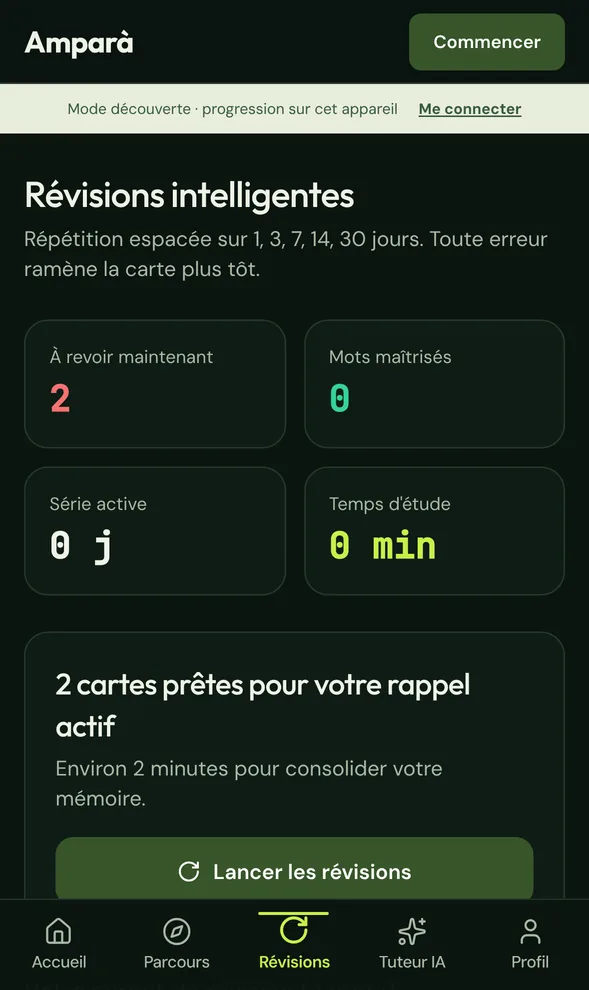 Amparà
Commencer
Mode découverte · progression sur cet appareil Me connecter
Révisions intelligentes
Répétition espacée sur 1, 3, 7, 14, 30 jours. Toute erreur
ramène la carte plus tôt.
À revoir maintenant
2
Mots maîtrisés
0
Série active
0 j
Temps d'étude
0 min
2 cartes prêtes pour votre rappel
actif
Environ 2 minutes pour consolider votre
mémoire.
Lancer les révisions
Accueil
Parcours
Révisions
Tuteur IA
Profil